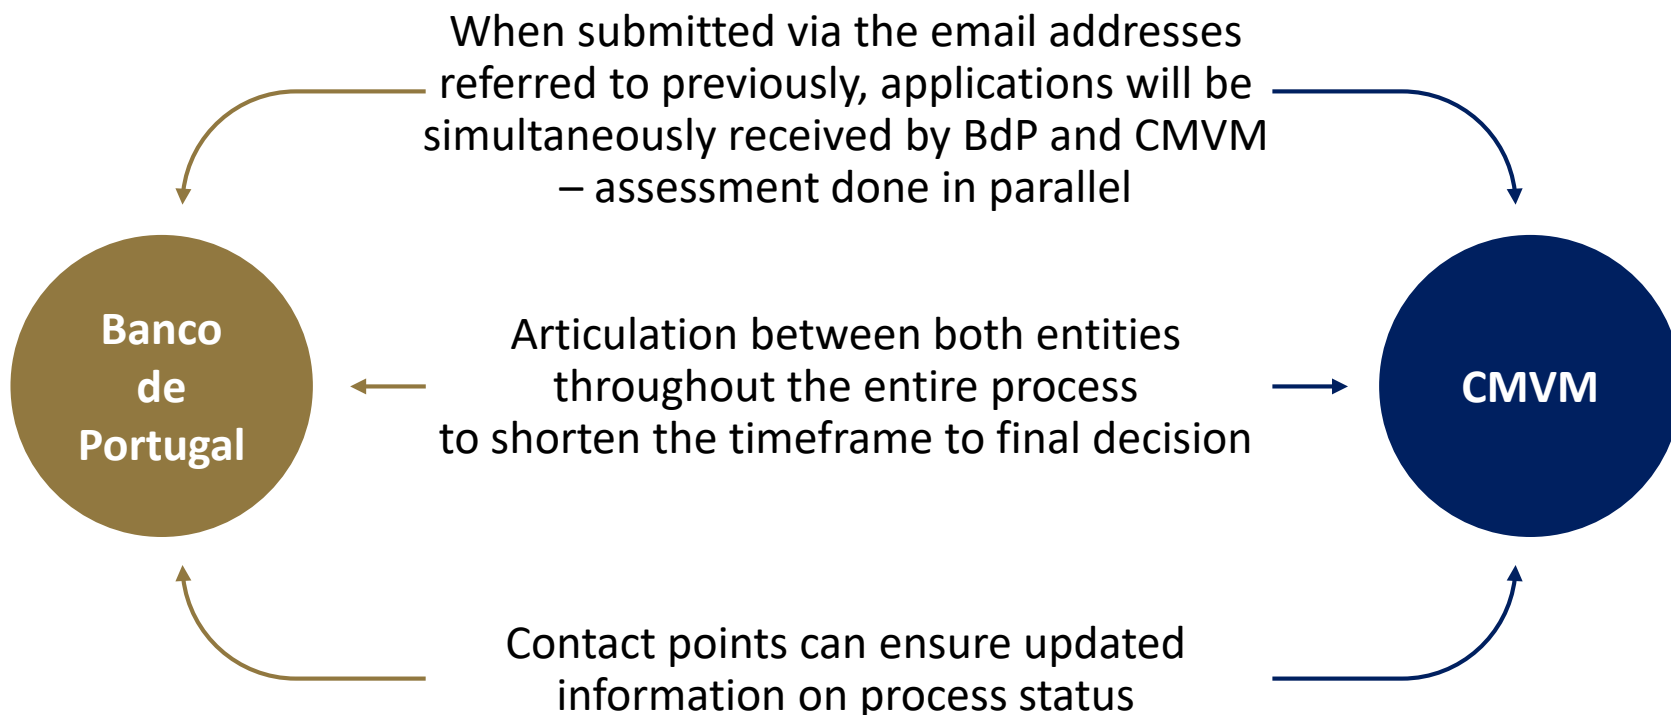 When submitted via the email addresses
referred to previously, applications will be
simultaneously received by BdP and CMVM
– assessment done in parallel
Banco
de
Portugal
Articulation between both entities
throughout the entire process
to shorten the timeframe to final decision
CMVM
Contact points can ensure updated
information on process status